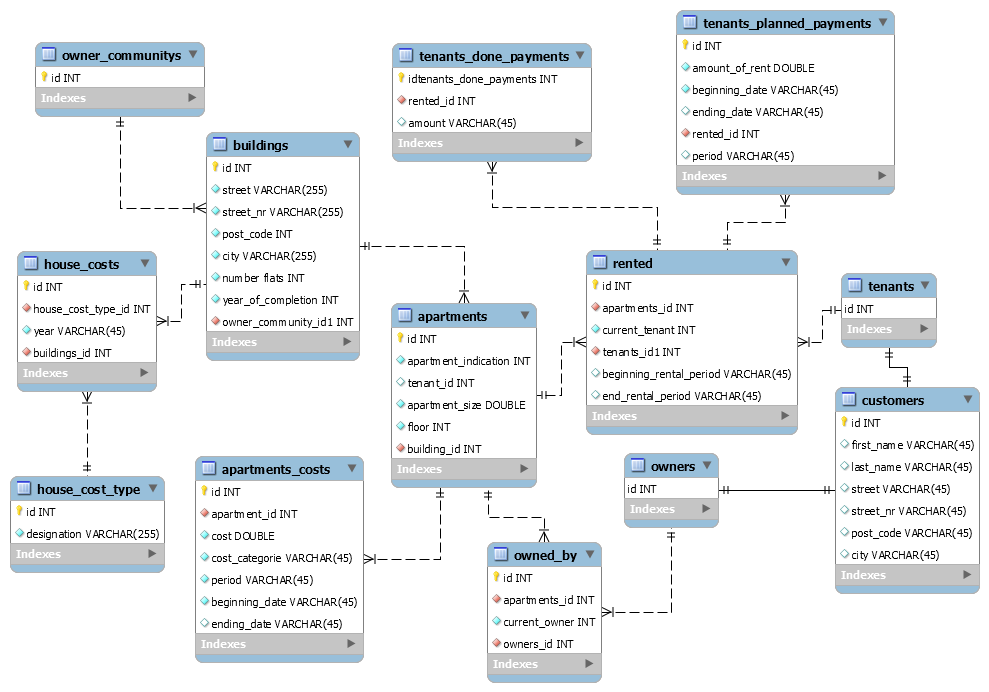 owner_communitys
id INT
Indexes
tenants_done_payments
idtenants_done_payments INT
rented_id INT
amount VARCHAR(45)
Indexes
tenants_planned_payments
id INT
amount_of_rent DOUBLE
beginning_date VARCHAR(45)
ending_date VARCHAR(45)
rented_id INT
period VARCHAR(45)
Indexes
buildings
id INT
street VARCHAR(255)
street_nr VARCHAR(255)
post_code INT
city VARCHAR(255)
number flats INT
year_of_completion INT
owner_community_id1 INT
Indexes
house_costs
id INT
house_cost_type_id INT
year VARCHAR(45)
buildings_id INT
Indexes
rented
id INT
apartments_id INT
current_tenant INT
tenants_id1 INT
beginning_rental_period VARCHAR(45)
end_rental_period VARCHAR(45)
Indexes
tenants
id INT
Indexes
apartments
id INT
apartment_indication INT
tenant_id INT
apartment_size DOUBLE
floor INT
building_id INT
Indexes
customers
id INT
first_name VARCHAR(45)
last_name VARCHAR(45)
street VARCHAR(45)
street_nr VARCHAR(45)
post_code VARCHAR(45)
city VARCHAR(45)
Indexes
house_cost_type
id INT
designation VARCHAR(255)
Indexes
apartments_costs
id INT
apartment_id INT
cost DOUBLE
cost_categorie VARCHAR(45)
period VARCHAR(45)
beginning_date VARCHAR(45)
ending_date VARCHAR(45)
Indexes
owners
id INT
Indexes
owned_by
id INT
apartments_id INT
current_owner INT
owners_id INT
Indexes